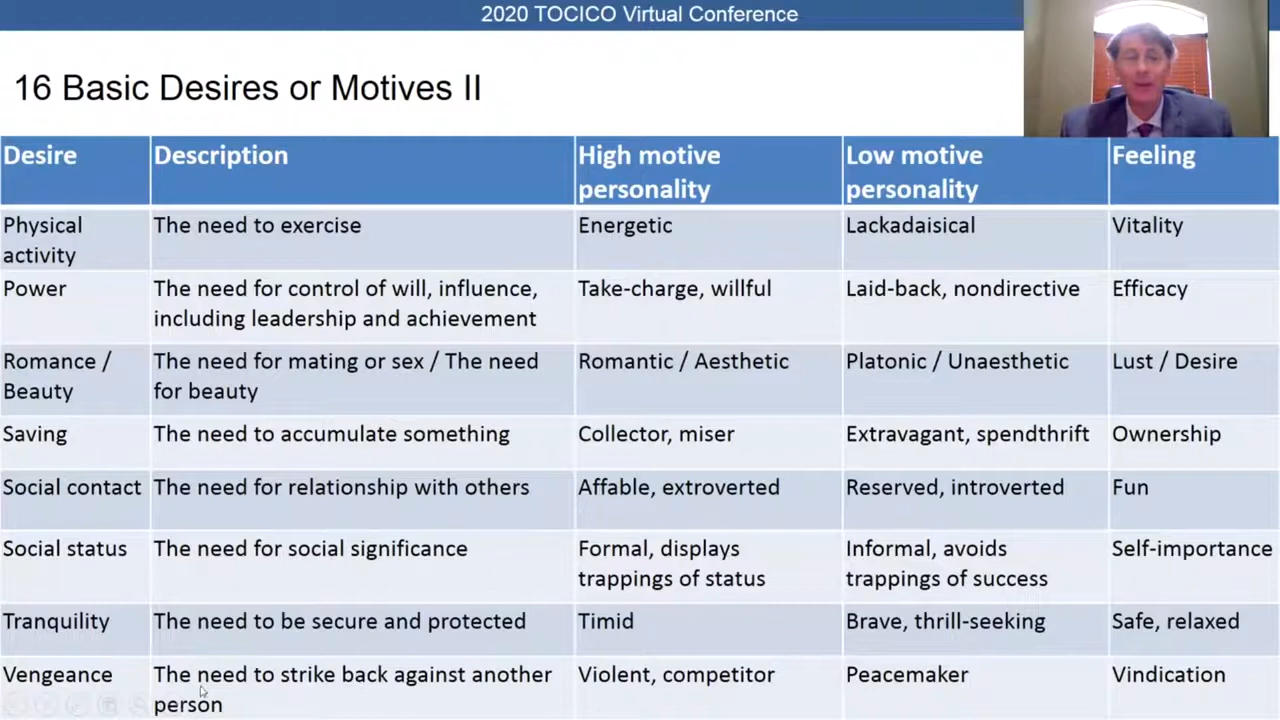 2020 TOCICO Virtual Conference
16 Basic Desires or Motives II
Desire
Description
High motive
personality
Low motive
personality
Feeling
Physical
activity
The need to exercise
Energetic
Lackadaisical
Vitality
Power
The need for control of will, influence,
including leadership and achievement
Take-charge, willful
Laid-back, nondirective
Efficacy
Romance /
Beauty
The need for mating or sex / The need
for beauty
Romantic / Aesthetic
Platonic / Unaesthetic
Lust / Desire
Saving
The need to accumulate something
Collector, miser
Extravagant, spendthrift
Ownership
Social contact
The need for relationship with others
Affable, extroverted
Reserved, introverted
Fun
Social status
The need for social significance
Formal, displays
trappings of status
Informal, avoids
trappings of success
Self-importance
Tranquility
The need to be secure and protected
Timid
Brave, thrill-seeking
Safe, relaxed
Vengeance
The need to strike back against another
person
Violent, competitor
Peacemaker
Vindication